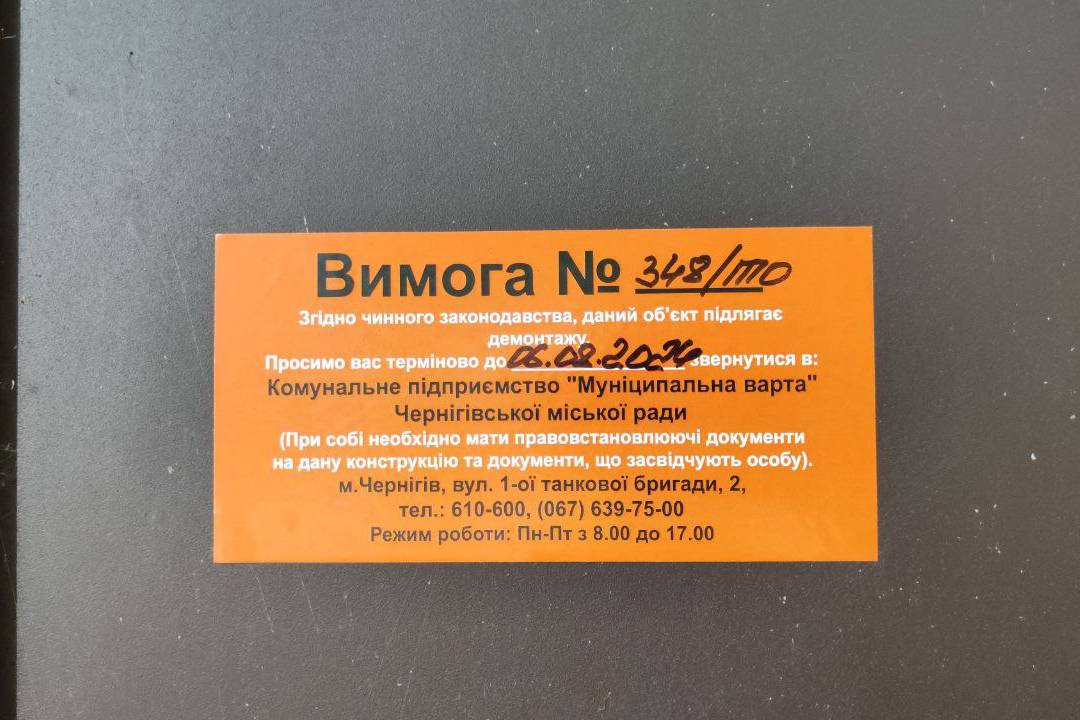 Вимога № 348/ТО
Згідно чинного законодавства, даний об'єкт підлягає
демонтажу.
Просимо вас терміново до 06.08.2026 звернутися в:
Комунальне підприємство "Муніципальна варта"
Чернігівської міської ради
(При собі необхідно мати правовстановлюючі документи
на дану конструкцію та документи, що засвідчують особу).
м.Чернігів, вул. 1-ої танкової бригади, 2,
тел.: 610-600, (067) 639-75-00
Режим роботи: Пн-Пт з 8.00 до 17.00